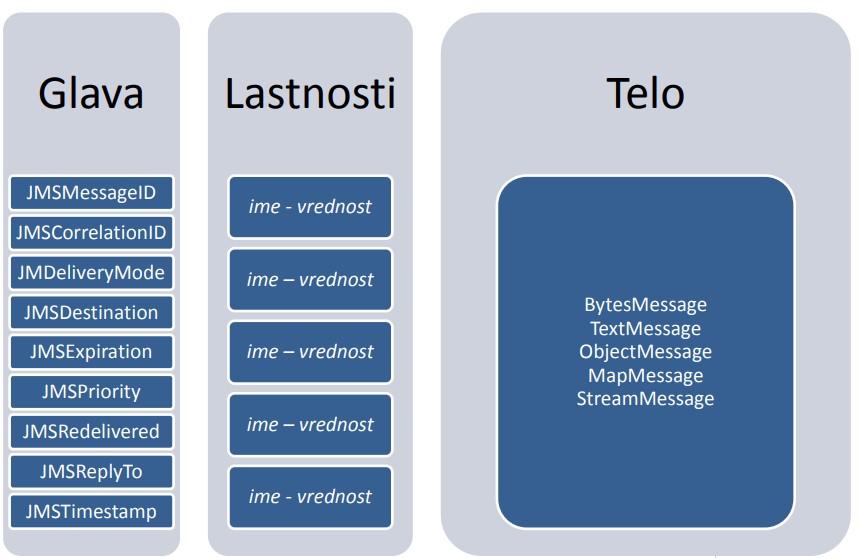 Glava
JMSMessageID
JMSCorrelationID
JMDeliveryMode
JMSDestination
JMSExpiration
JMSPriority
JMSRedelivered
JMSReplyTo
JMSTimestamp
Lastnosti
ime - vrednost
ime – vrednost
ime – vrednost
ime – vrednost
ime - vrednost
Telo
BytesMessage
TextMessage
ObjectMessage
MapMessage
StreamMessage